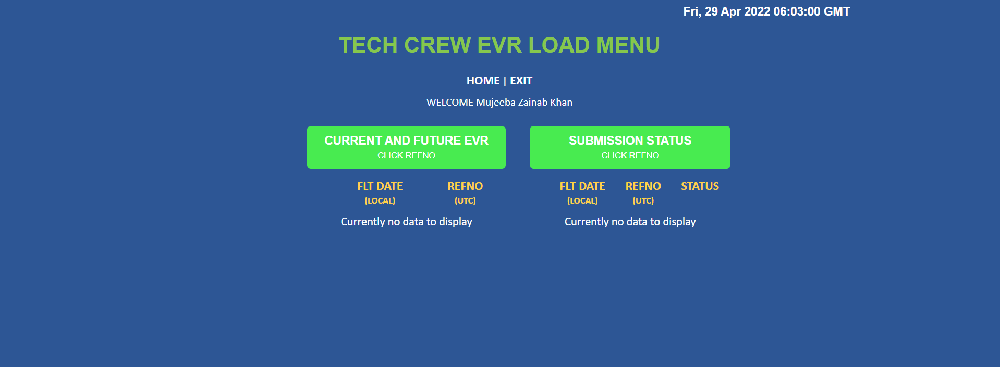 Fri, 29 Apr 2022 06:03:00 GMT
TECH CREW EVR LOAD MENU
HOME | EXIT
WELCOME Mujeeba Zainab Khan
CURRENT AND FUTURE EVR
CLICK REFNO
FLT DATE REFNO
(LOCAL) (UTC)
Currently no data to display
SUBMISSION STATUS
CLICK REFNO
FLT DATE REFNO STATUS
(LOCAL) (UTC)
Currently no data to display